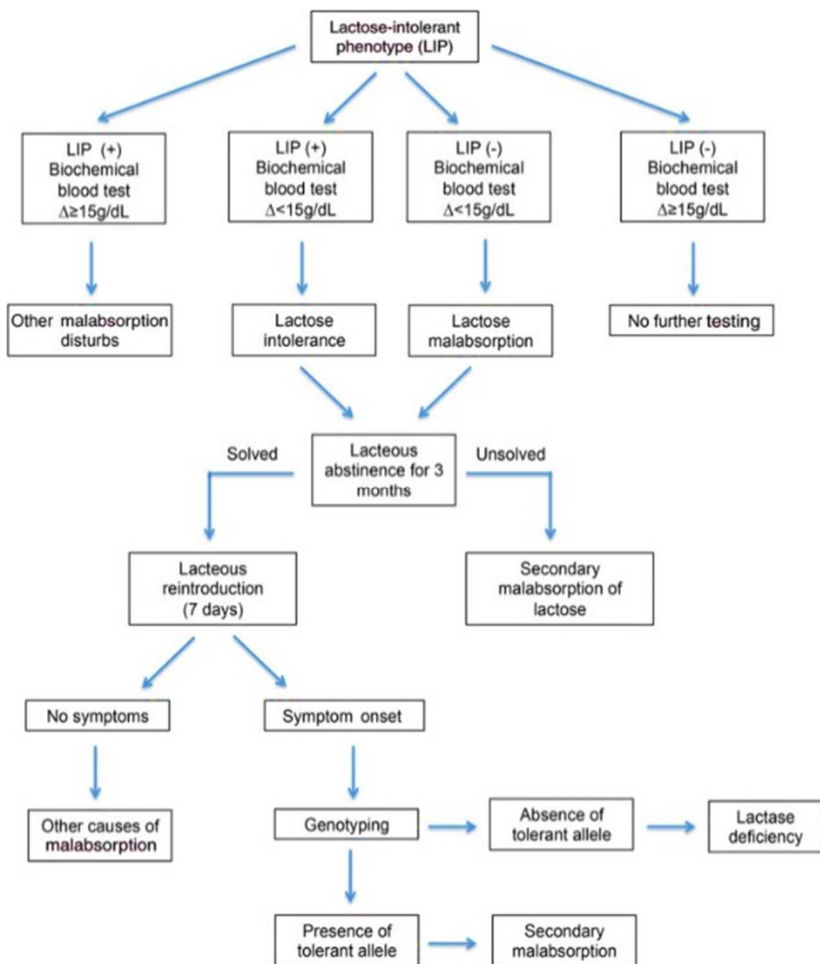 Lactose-intolerant
phenotype (LIP)
LIP (+)
Biochemical
blood test
Δ≥15g/dL
LIP (+)
Biochemical
blood test
Δ<15g/dL
LIP (-)
Biochemical
blood test
Δ<15g/dL
LIP (-)
Biochemical
blood test
Δ≥15g/dL
Other malabsorption
disturbs
Lactose
intolerance
Lactose
malabsorption
No further testing
Solved
Lacteous
abstinence for 3
months
Unsolved
Lacteous
reintroduction
(7 days)
Secondary
malabsorption of
lactose
No symptoms
Symptom onset
Other causes of
malabsorption
Genotyping
Absence of
tolerant allele
Lactase
deficiency
Presence of
tolerant allele
Secondary
malabsorption